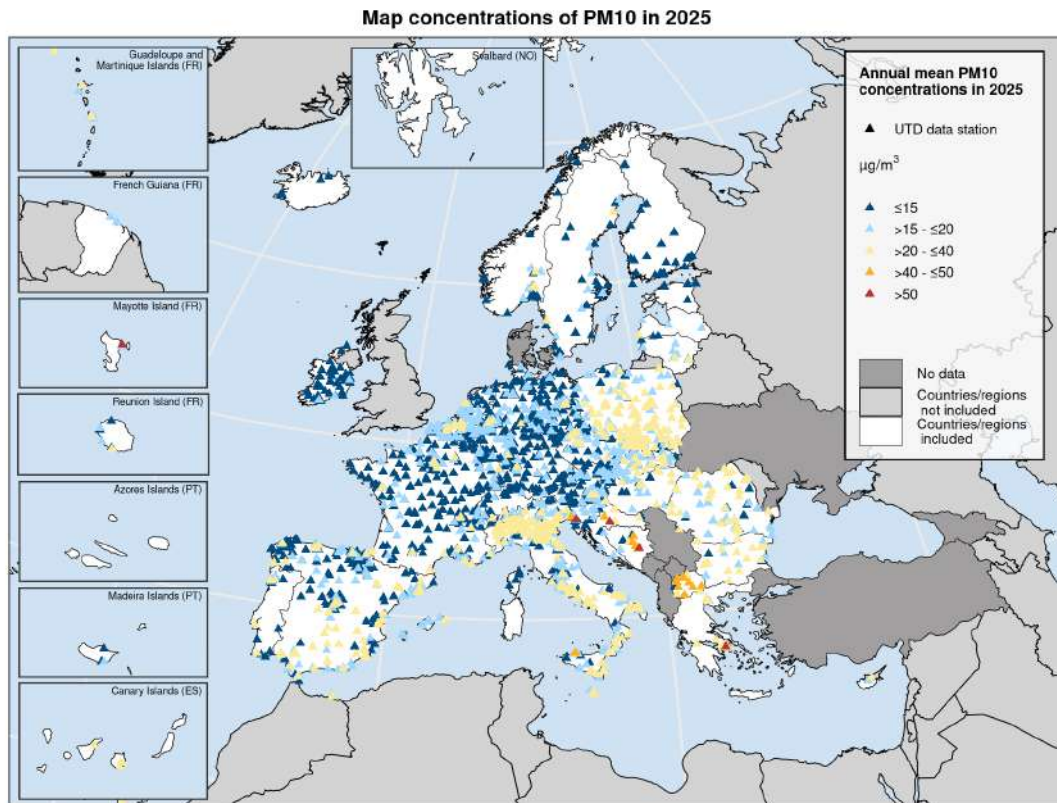 Map concentrations of PM10 in 2025
Guadeloupe and
Martinique Islands (FR)
Svalbard (NO)
French Guiana (FR)
Mayotte Island (FR)
Reunion Island (FR)
Azores Islands (PT)
Madeira Islands (PT)
Canary Islands (ES)
Annual mean PM10
concentrations in 2025
UTD data station
µg/m³
≤15
>15 - ≤20
>20 - ≤40
>40 - ≤50
>50
No data
Countries/regions
not included
Countries/regions
included